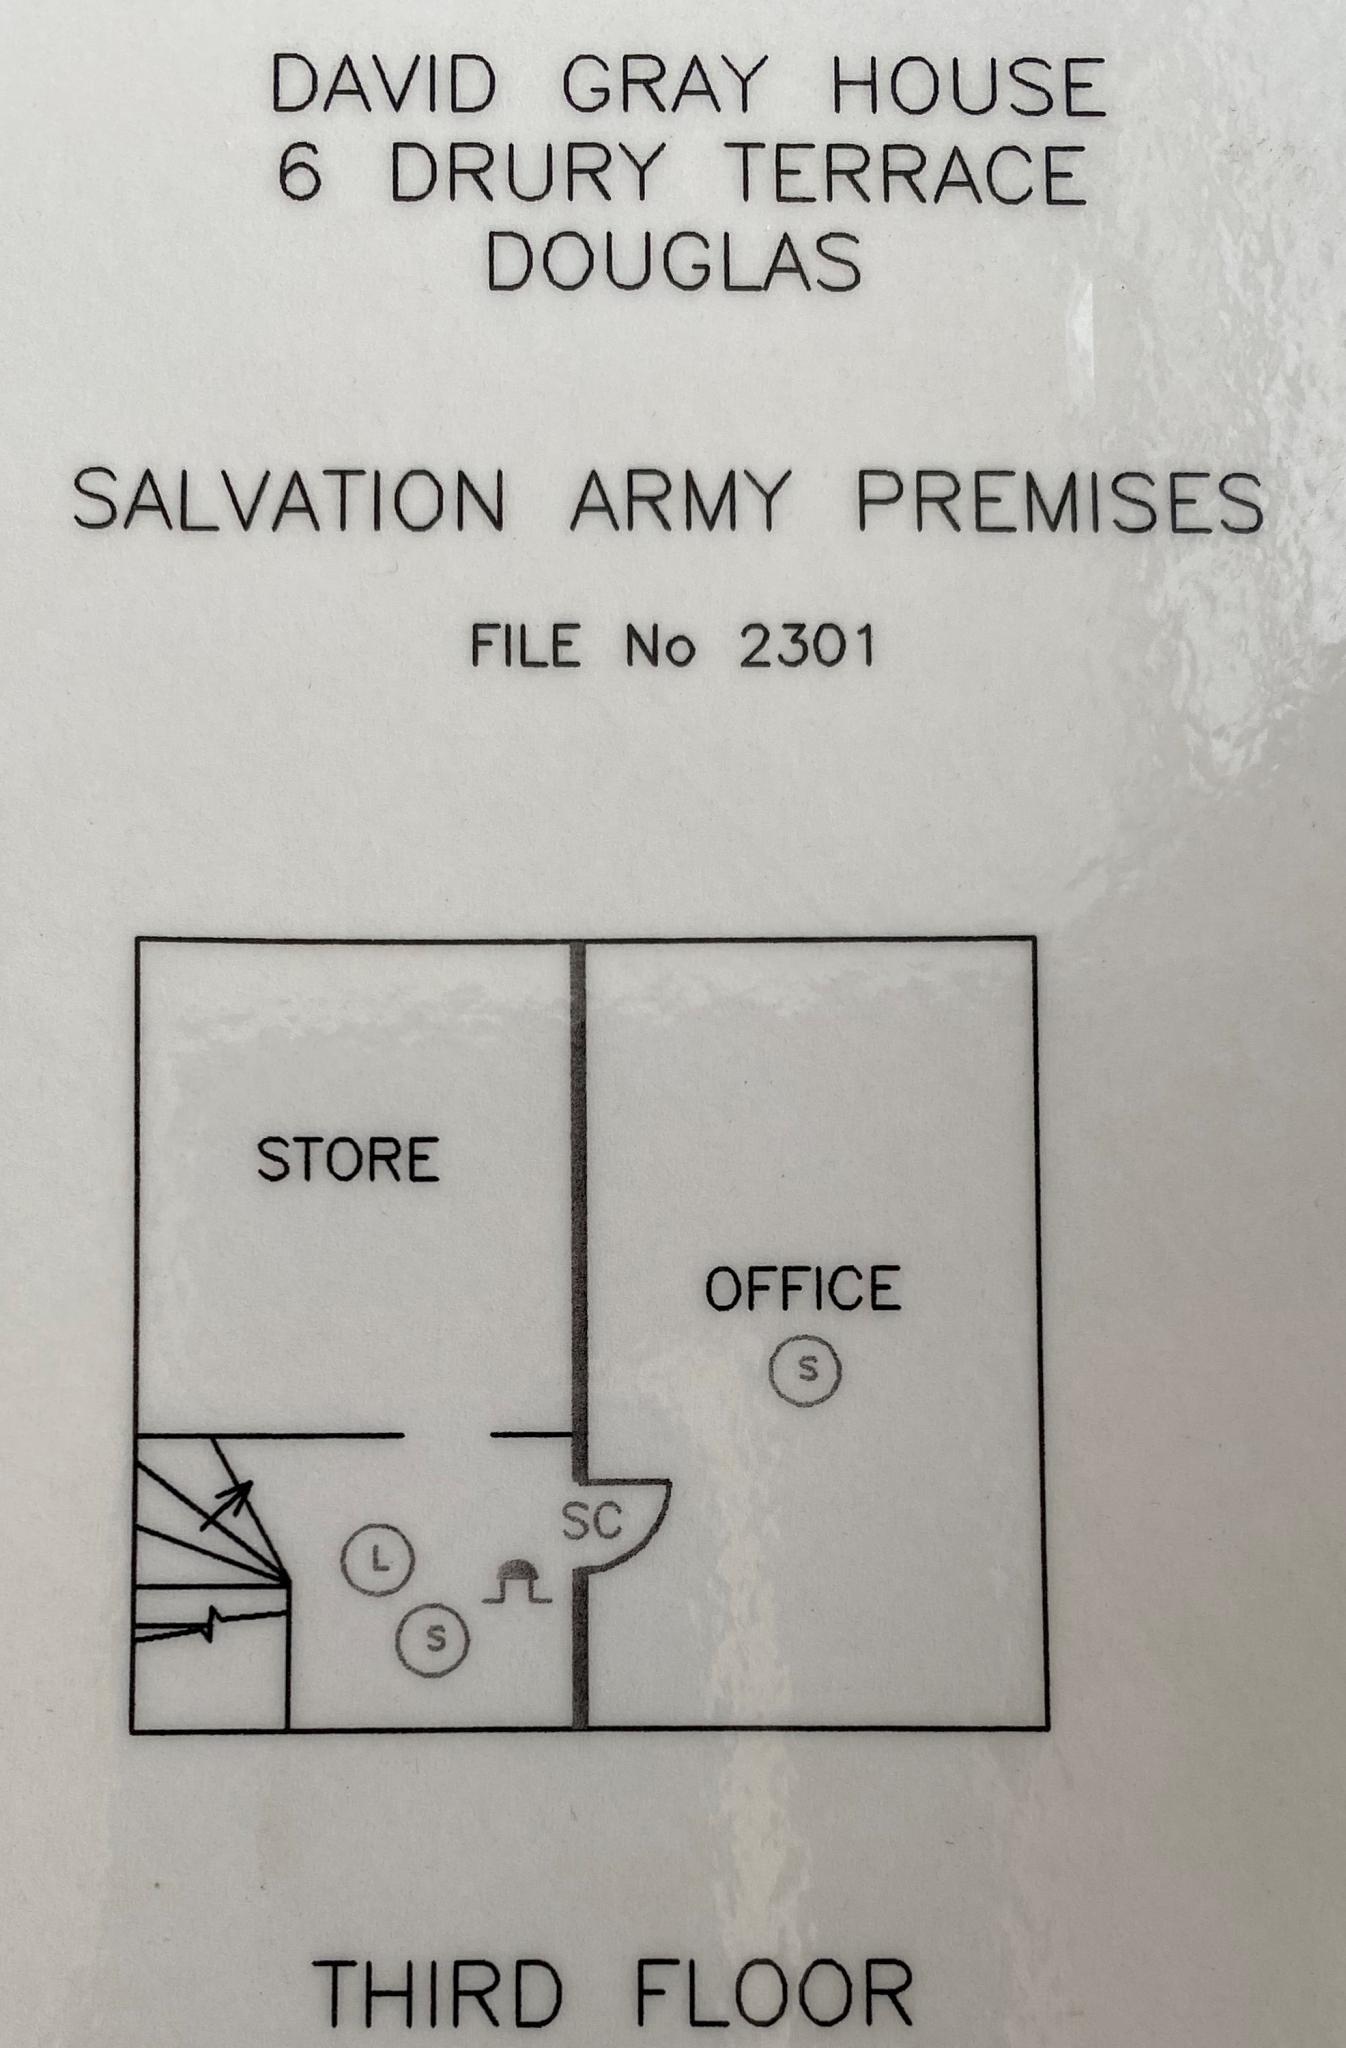 DAVID GRAY HOUSE
6 DRURY TERRACE
DOUGLAS
SALVATION ARMY PREMISES
FILE No 2301
STORE
OFFICE
S
SC
L
S
THIRD FLOOR